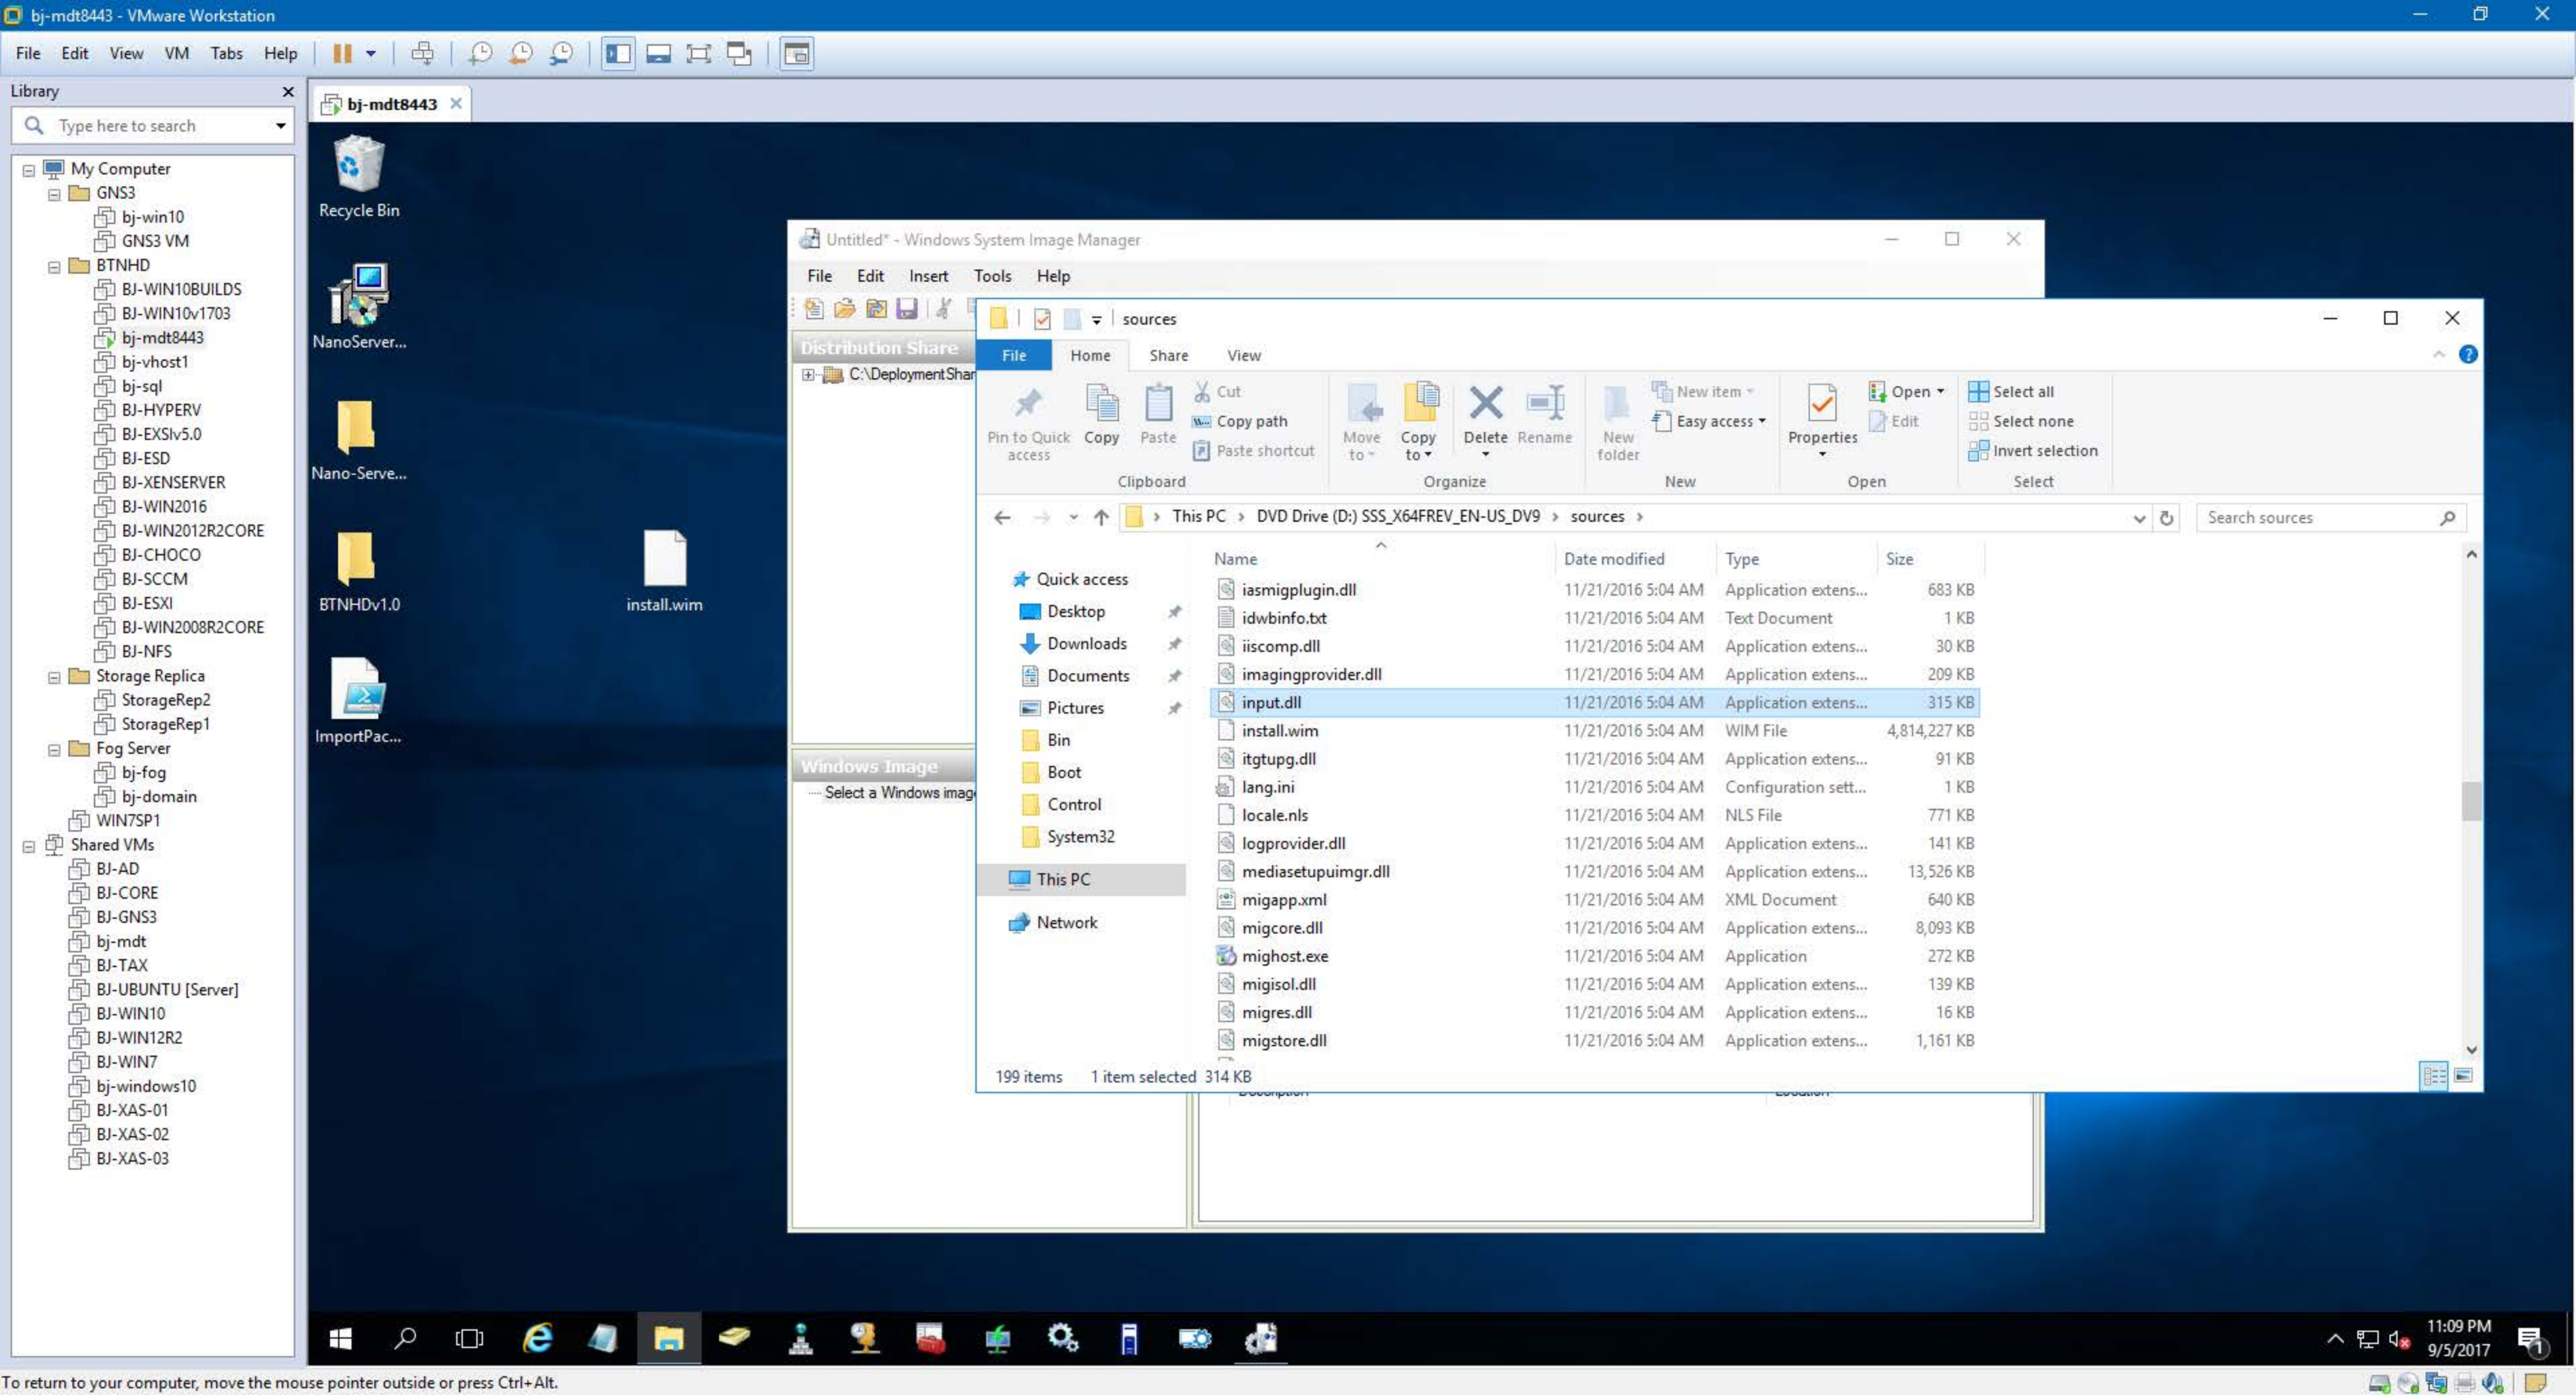 bj-mdt8443 - VMware Workstation
File Edit View VM Tabs Help
Library
bj-mdt8443
Type here to search
My Computer
GNS3
bj-win10
GNS3 VM
BTNHD
BJ-WIN10BUILDS
BJ-WIN10v1703
bj-mdt8443
bj-vhost1
bj-sql
BJ-HYPERV
BJ-EXSIv5.0
BJ-ESD
BJ-XENSERVER
BJ-WIN2016
BJ-WIN2012R2CORE
BJ-CHOCO
BJ-SCCM
BJ-ESXI
BJ-WIN2008R2CORE
BJ-NFS
Storage Replica
StorageRep2
StorageRep1
Fog Server
bj-fog
bj-domain
WIN7SP1
Shared VMs
BJ-AD
BJ-CORE
BJ-GNS3
bj-mdt
BJ-TAX
BJ-UBUNTU [Server]
BJ-WIN10
BJ-WIN12R2
BJ-WIN7
bj-windows10
BJ-XAS-01
BJ-XAS-02
BJ-XAS-03
Recycle Bin
NanoServer...
Nano-Serve...
BTNHDv1.0
install.wim
ImportPac...
Untitled* - Windows System Image Manager
File Edit Insert Tools Help
Distribution Share
C:\DeploymentShar
Windows Image
Select a Windows imag
sources
File Home Share View
Pin to Quick access
Copy
Paste
Cut
Copy path
Paste shortcut
Clipboard
Move to
Copy to
Delete
Rename
Organize
New folder
New item
Easy access
New
Properties
Open
Edit
Open
Select all
Select none
Invert selection
Select
This PC > DVD Drive (D:) SSS_X64FREV_EN-US_DV9 > sources >
Search sources
Quick access
Desktop
Downloads
Documents
Pictures
Bin
Boot
Control
System32
This PC
Network
Name Date modified Type Size
iasmigplugin.dll 11/21/2016 5:04 AM Application extens... 683 KB
idwbinfo.txt 11/21/2016 5:04 AM Text Document 1 KB
iiscomp.dll 11/21/2016 5:04 AM Application extens... 30 KB
imagingprovider.dll 11/21/2016 5:04 AM Application extens... 209 KB
input.dll 11/21/2016 5:04 AM Application extens... 315 KB
install.wim 11/21/2016 5:04 AM WIM File 4,814,227 KB
itgtupg.dll 11/21/2016 5:04 AM Application extens... 91 KB
lang.ini 11/21/2016 5:04 AM Configuration sett... 1 KB
locale.nls 11/21/2016 5:04 AM NLS File 771 KB
logprovider.dll 11/21/2016 5:04 AM Application extens... 141 KB
mediasetupuimgr.dll 11/21/2016 5:04 AM Application extens... 13,526 KB
migapp.xml 11/21/2016 5:04 AM XML Document 640 KB
migcore.dll 11/21/2016 5:04 AM Application extens... 8,093 KB
mighost.exe 11/21/2016 5:04 AM Application 272 KB
migisol.dll 11/21/2016 5:04 AM Application extens... 139 KB
migres.dll 11/21/2016 5:04 AM Application extens... 16 KB
migstore.dll 11/21/2016 5:04 AM Application extens... 1,161 KB
199 items 1 item selected 314 KB
11:09 PM
9/5/2017
1
To return to your computer, move the mouse pointer outside or press Ctrl+Alt.